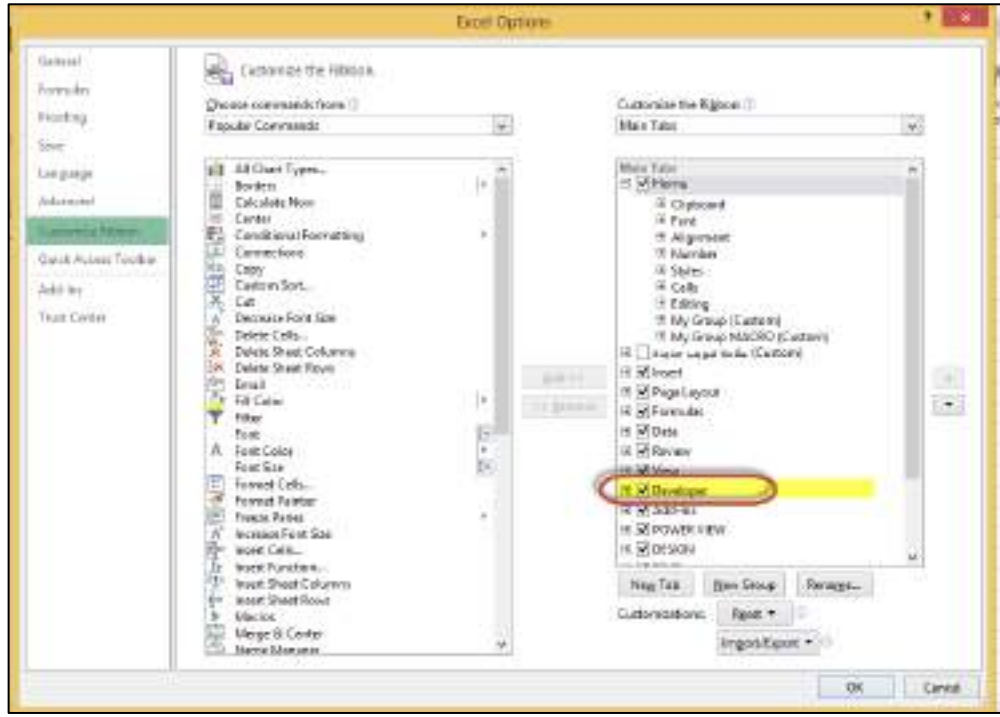 Excel Options
?
General
Formulas
Proofing
Save
Language
Advanced
Customize Ribbon
Quick Access Toolbar
Add-Ins
Trust Center
Customize the Ribbon.
Choose commands from:
Popular Commands
All Chart Types...
Borders
Calculate Now
Center
Conditional Formatting
Connections
Copy
Custom Sort...
Cut
Decrease Font Size
Delete Cells...
Delete Sheet Columns
Delete Sheet Rows
Email
Fill Color
Filter
Font
Font Color
Font Size
Format Cells...
Format Painter
Freeze Panes
Increase Font Size
Insert Cells...
Insert Function...
Insert Sheet Columns
Insert Sheet Rows
Macros
Merge & Center
Name Manager
Add >>
<< Remove
Customize the Ribbon:
Main Tabs
Main Tabs
Home
Clipboard
Font
Alignment
Number
Styles
Cells
Editing
My Group (Custom)
My Group MACRO (Custom)
(Custom)
Insert
Page Layout
Formulas
Data
Review
View
Developer
Add-Ins
POWER VIEW
DESIGN
New Tab
New Group
Rename...
Customizations:
Reset
Import/Export
OK
Cancel